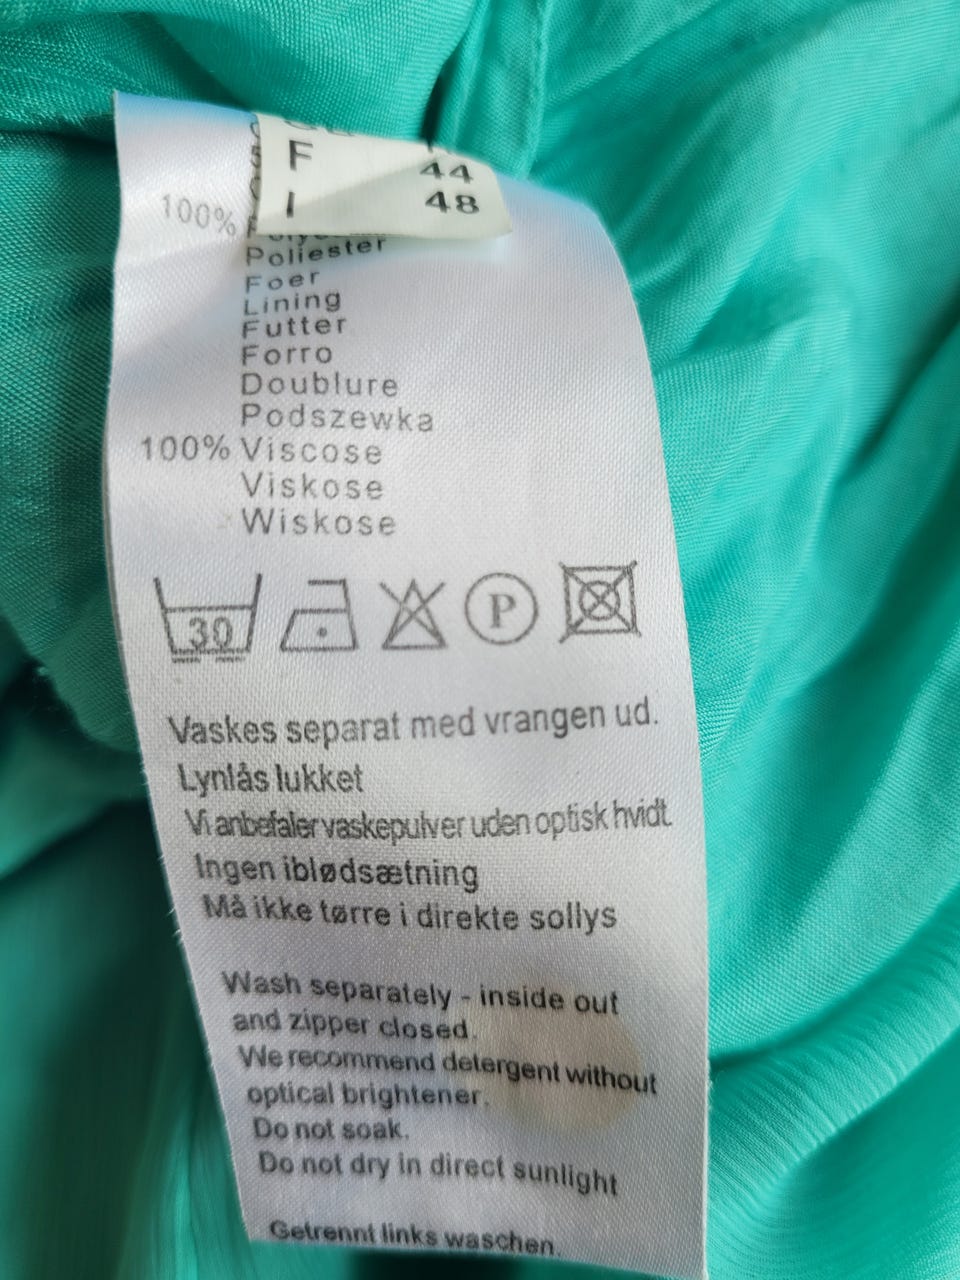 F 44
I 48
100%
Poliester
Foer
Lining
Futter
Forro
Doublure
Podszewka
100% Viscose
Viskose
Wiskose
30
P
Vaskes separat med vrangen ud.
Lynlås lukket
Vi anbefaler vaskepulver uden optisk hvidt.
Ingen iblødsætning
Må ikke tørre i direkte sollys
Wash separately - inside out
and zipper closed.
We recommend detergent without
optical brightener.
Do not soak.
Do not dry in direct sunlight
Getrennt links waschen.